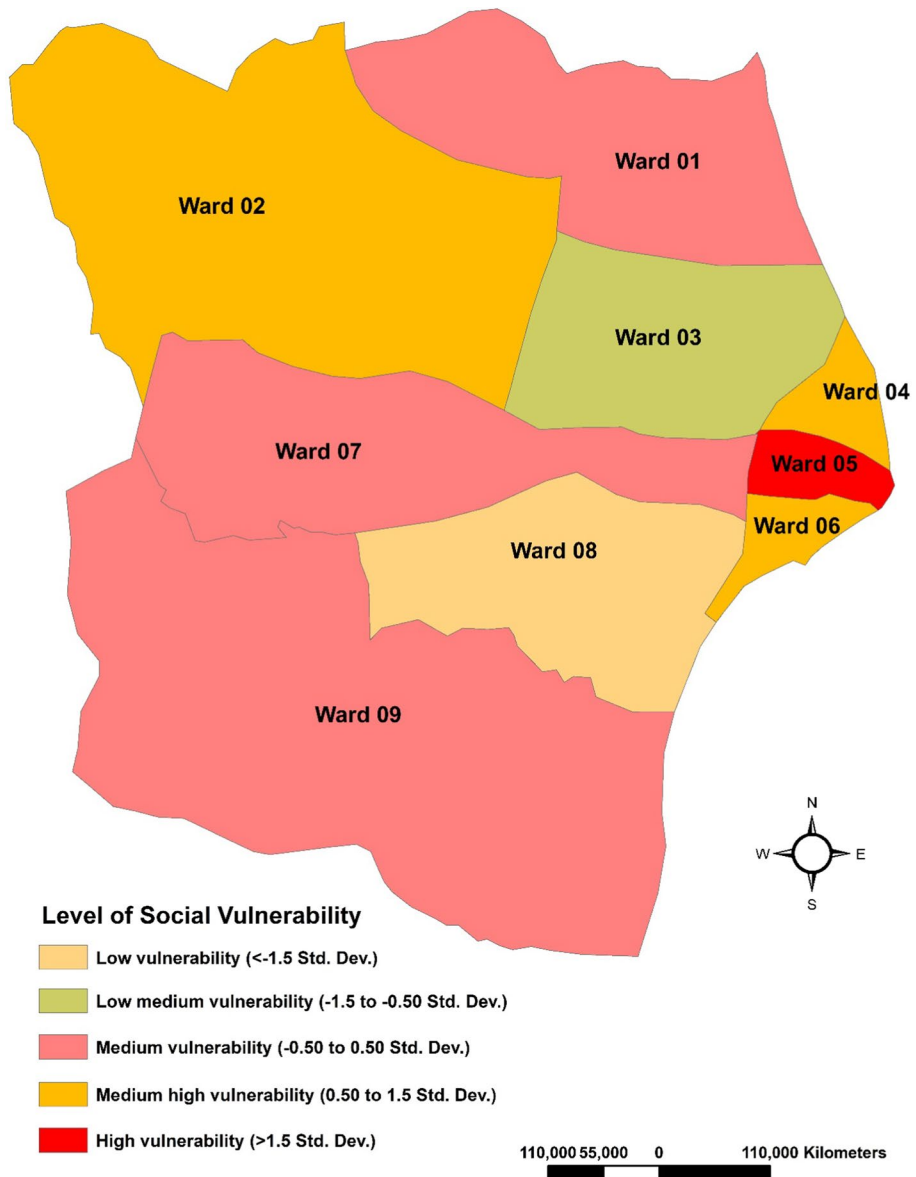 Ward 01
Ward 02
Ward 03
Ward 04
Ward 07
Ward 05
Ward 06
Ward 08
Ward 09
N
W E
S
Level of Social Vulnerability
Low vulnerability (<-1.5 Std. Dev.)
Low medium vulnerability (-1.5 to -0.50 Std. Dev.)
Medium vulnerability (-0.50 to 0.50 Std. Dev.)
Medium high vulnerability (0.50 to 1.5 Std. Dev.)
High vulnerability (>1.5 Std. Dev.)
110,000 55,000 0 110,000 Kilometers